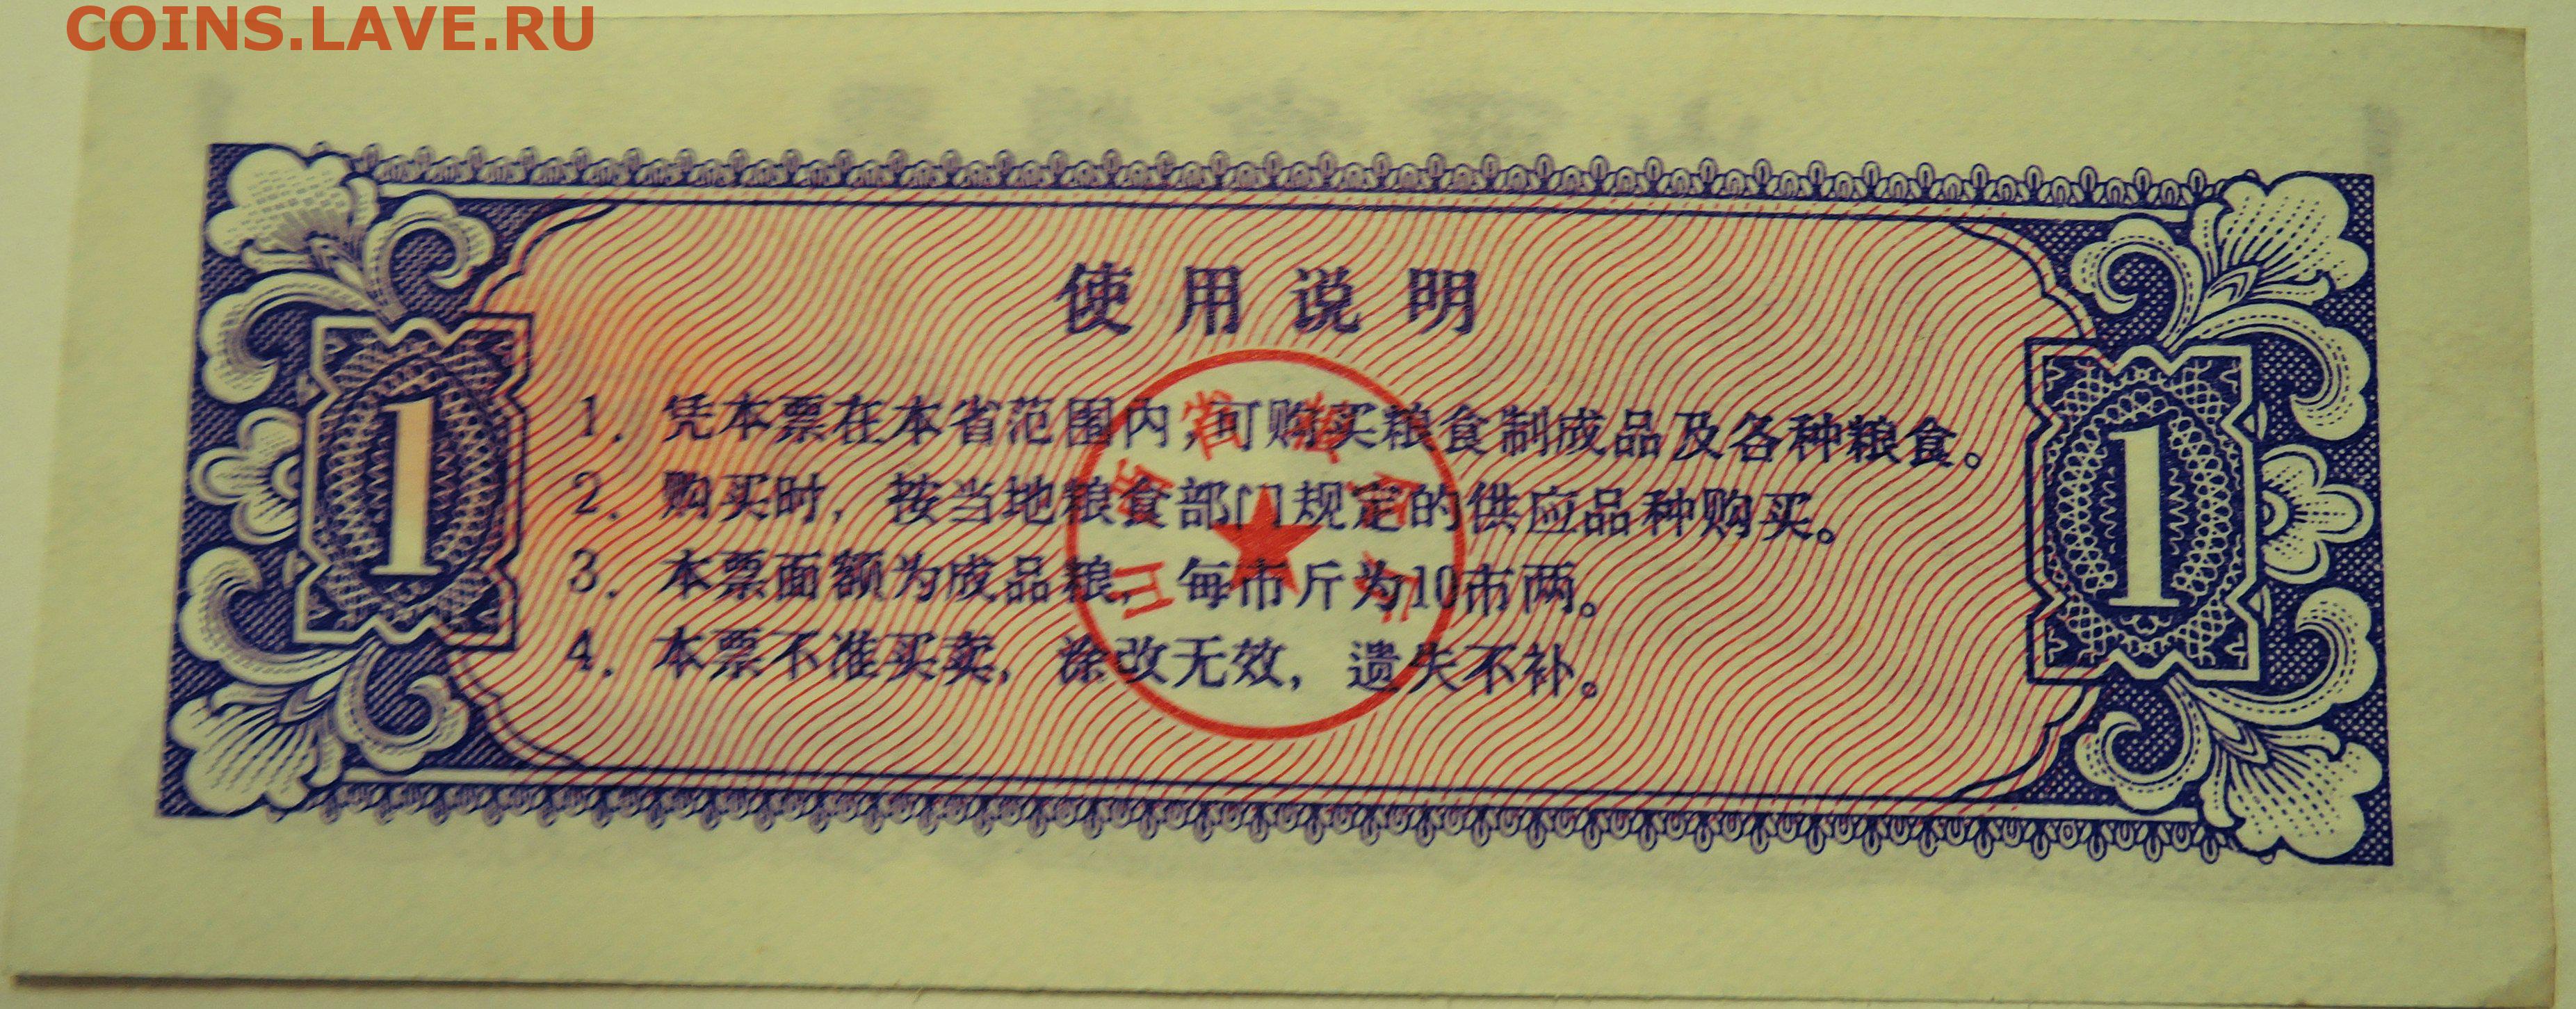 COINS.LAVE.RU
使用说明
1. 凭本票在本省范围内,可购买粮食制成品及各种粮食。
2. 购买时,按当地粮食部门规定的供应品种购买。
3. 本票面额为成品粮,每市斤为10市两。
4. 本票不准买卖,涂改无效,遗失不补。
1
1